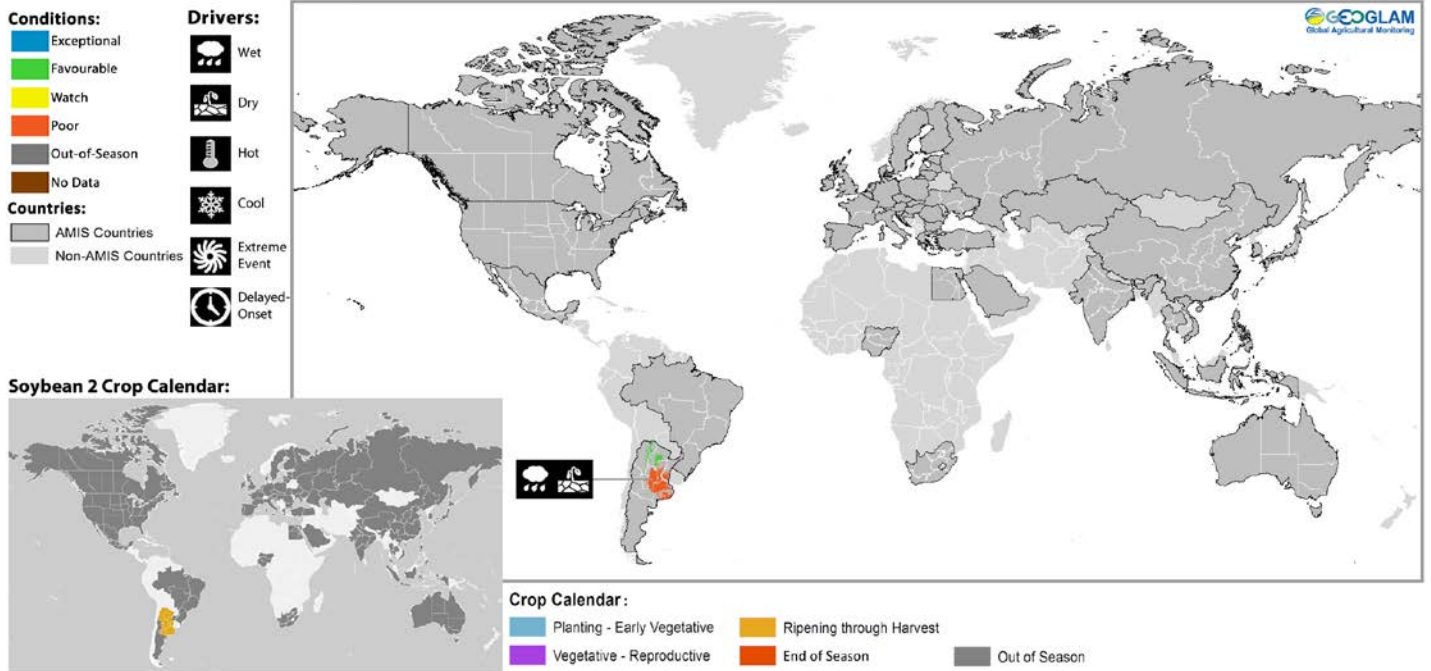 Conditions:
Exceptional
Favourable
Watch
Poor
Out-of-Season
No Data
Countries:
AMIS Countries
Non-AMIS Countries
Drivers:
Wet
Dry
Hot
Cool
Extreme
Event
Delayed-
Onset
GEOGLAM
Global Agricultural Monitoring
Soybean 2 Crop Calendar:
Crop Calendar :
Planting - Early Vegetative
Vegetative - Reproductive
Ripening through Harvest
End of Season
Out of Season